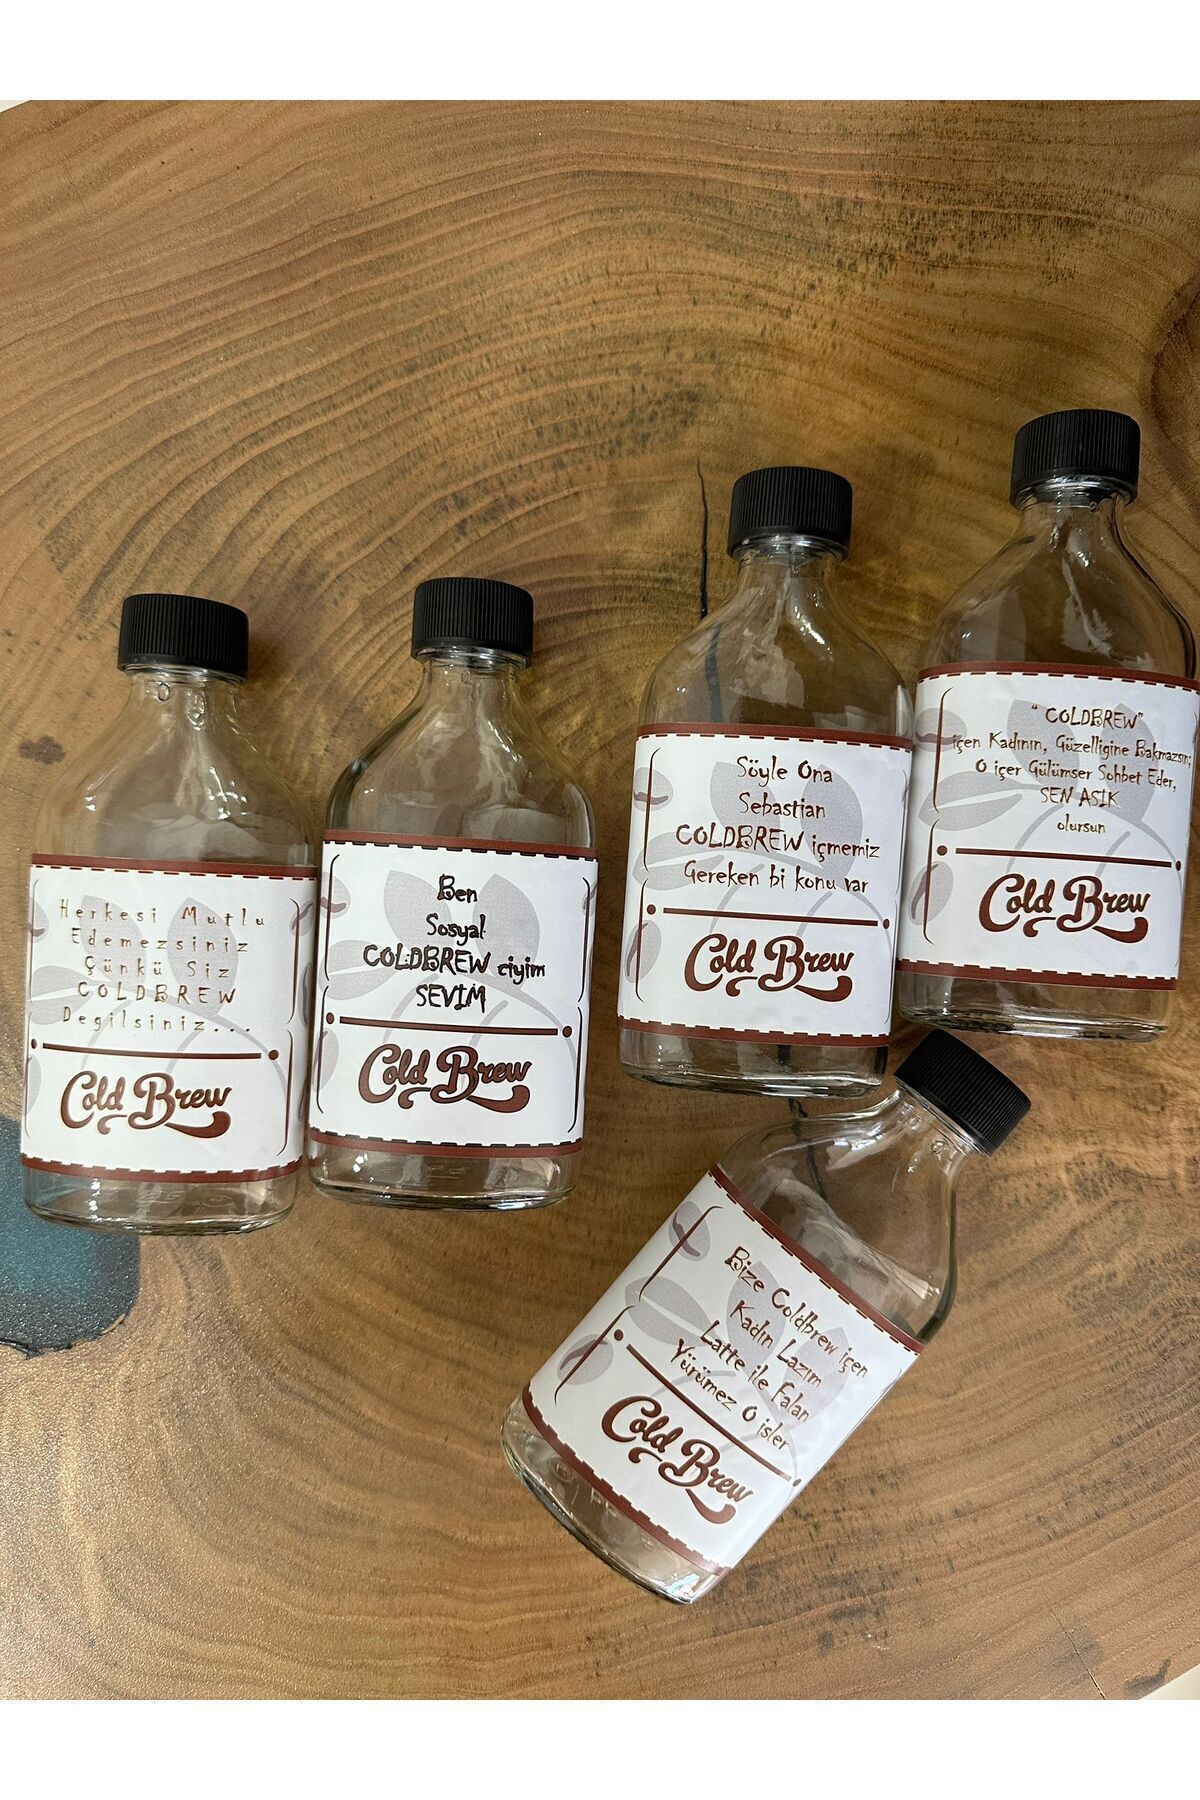 Herkesi Mutlu
Edemezsiniz
Çünkü Siz
COLDBREW
Degilsiniz...
Cold Brew
Ben
Sosyal
COLDBREW ciyim
SEVIM
Cold Brew
Söyle Ona
Sebastian
COLDBREW içmemiz
Gereken bi konu var
Cold Brew
" COLDBREW"
içen Kadının, Güzelligine Bakmazsın;
O içer Gülümser Sohbet Eder,
SEN ASIK
olursun
Cold Brew
Bize Coldbrew içen
Kadın Lazım
Latte ile Falan
Yürümez O işler
Cold Brew